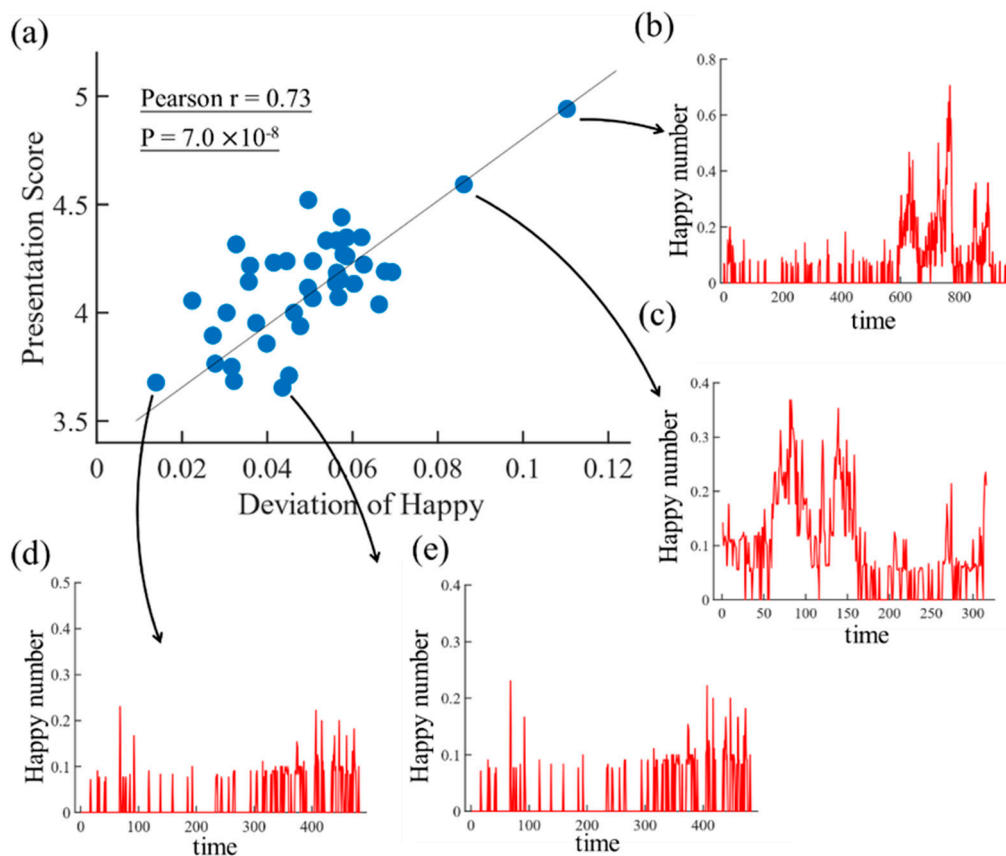 (a)
Pearson r = 0.73
P = 7.0 ×10-8
Presentation Score
5
4.5
4
3.5
0 0.02 0.04 0.06 0.08 0.1 0.12
Deviation of Happy
(b)
Happy number
0.8
0.6
0.4
0.2
0
0 200 400 600 800
time
(c)
Happy number
0.4
0.3
0.2
0.1
0
0 50 100 150 200 250 300
time
(d)
Happy number
0.5
0.4
0.3
0.2
0.1
0
0 100 200 300 400
time
(e)
Happy number
0.4
0.3
0.2
0.1
0
0 100 200 300 400
time